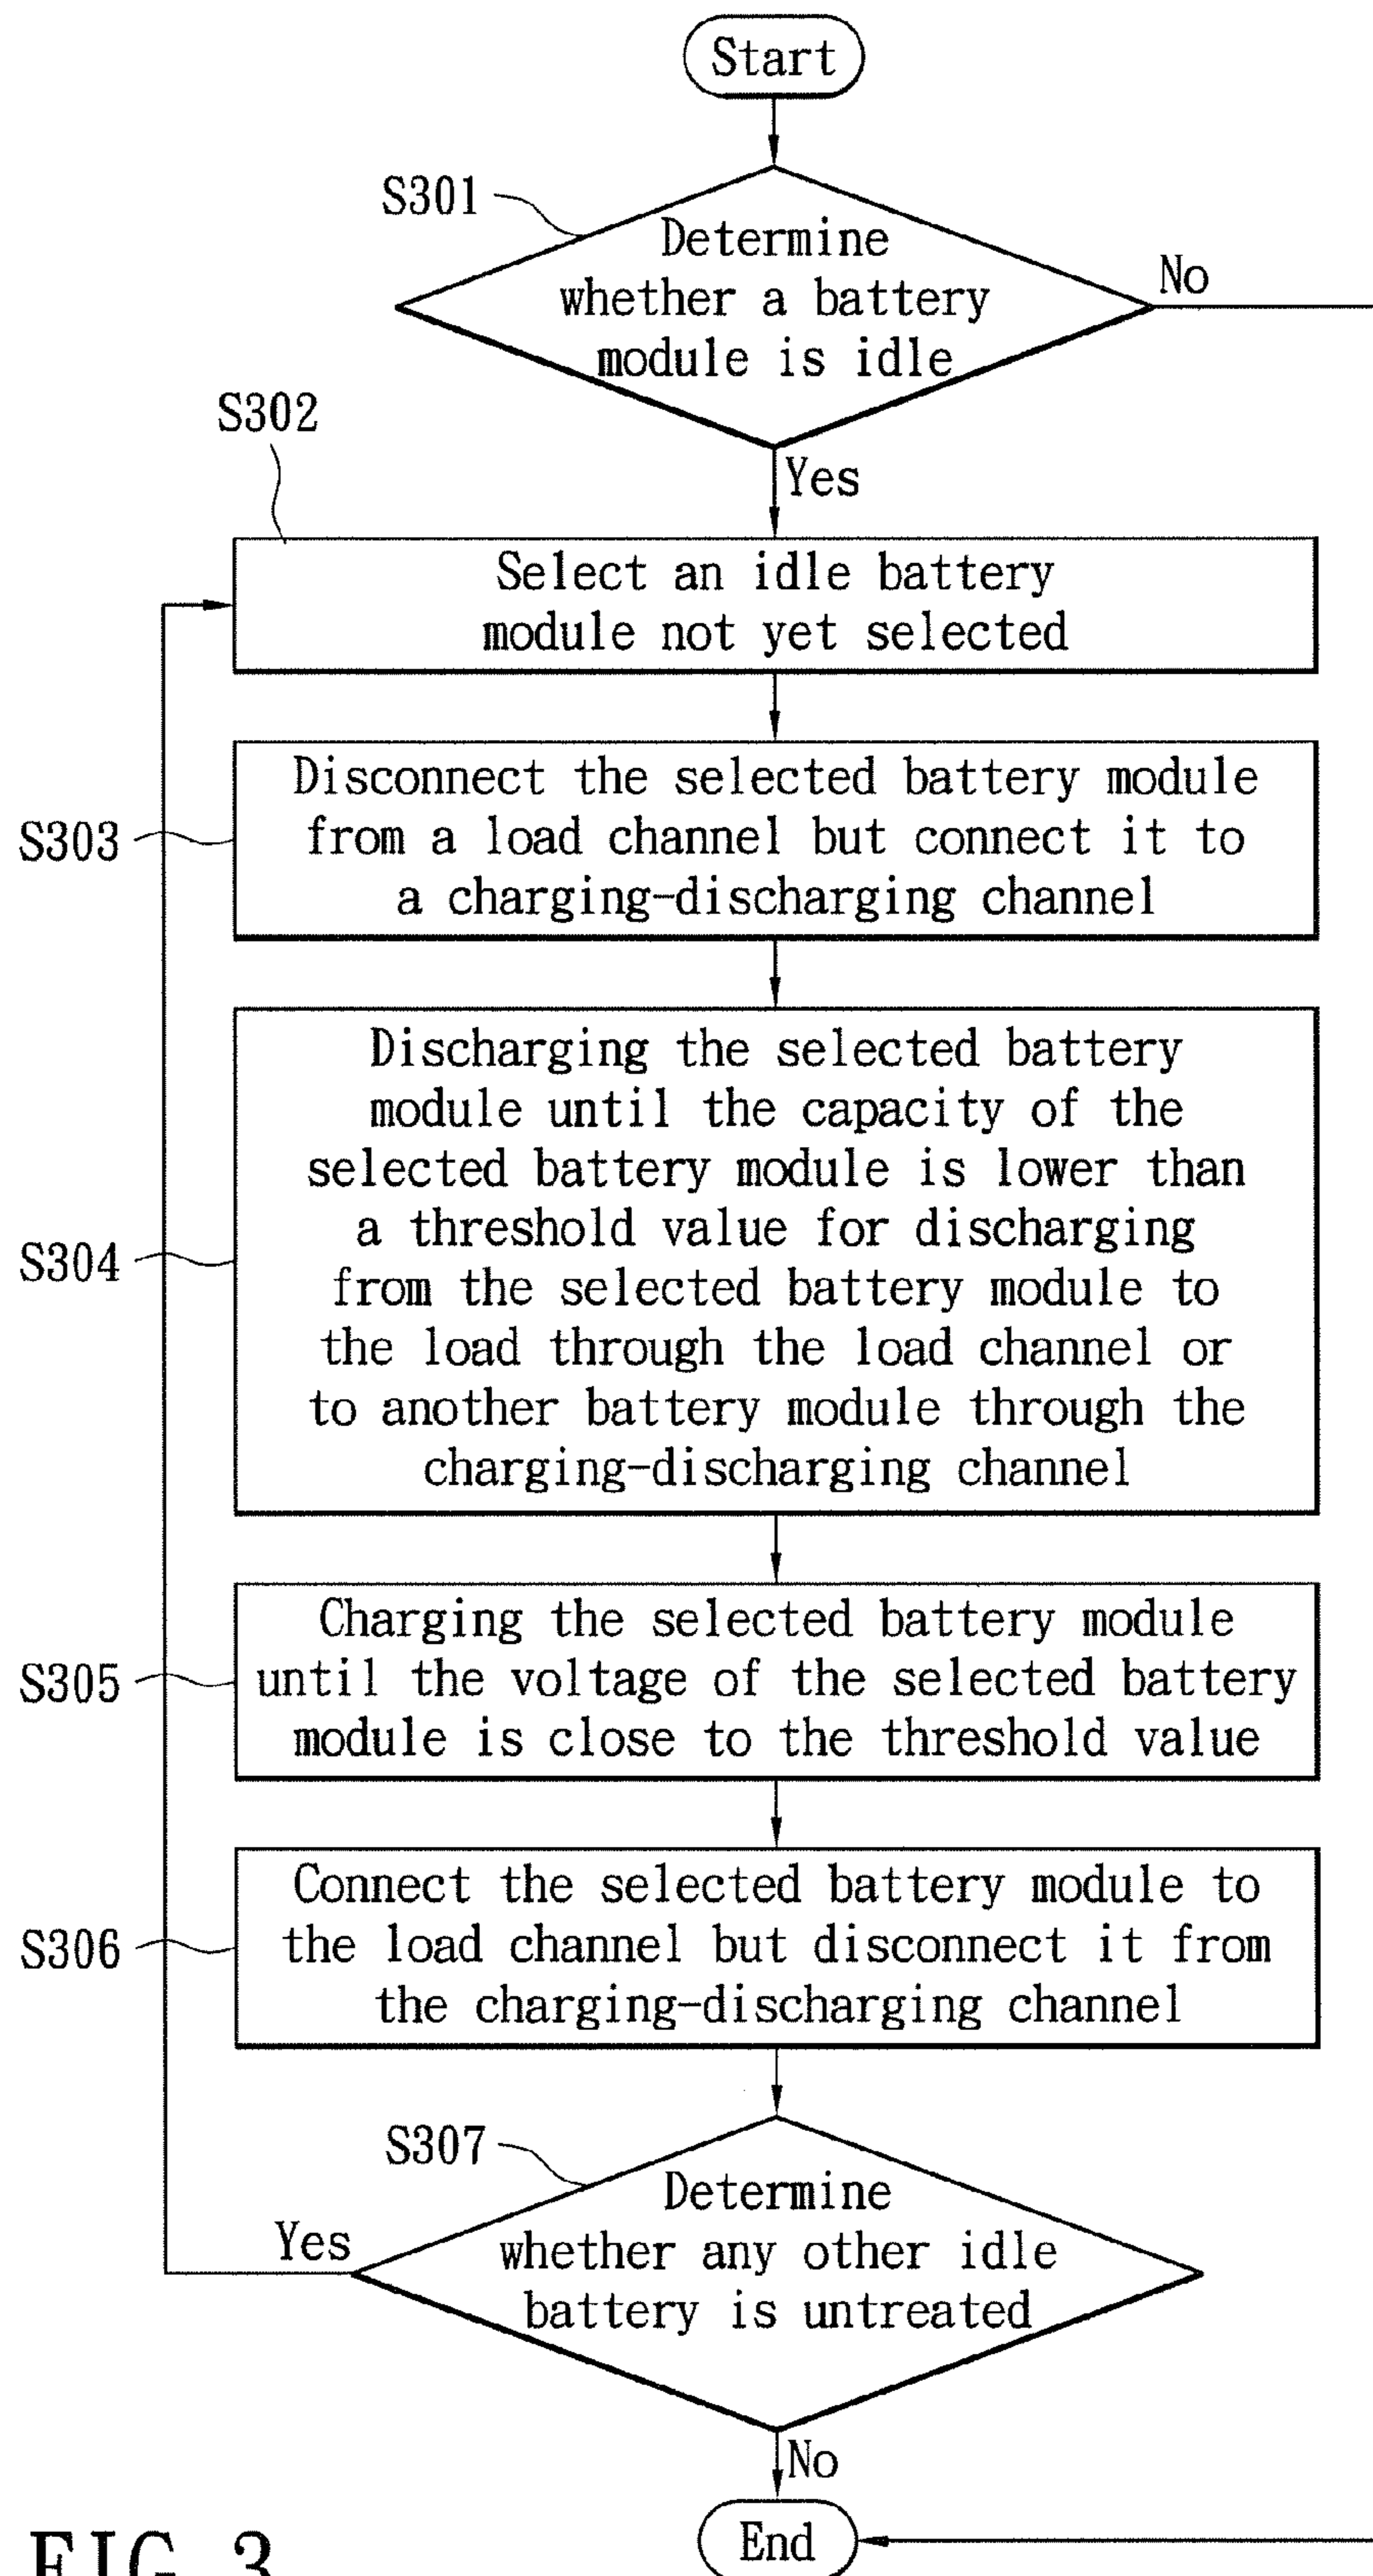 Start
S301
Determine
whether a battery
module is idle
No
S302
Yes
Select an idle battery
module not yet selected
S303
Disconnect the selected battery module
from a load channel but connect it to
a charging-discharging channel
S304
Discharging the selected battery
module until the capacity of the
selected battery module is lower than
a threshold value for discharging
from the selected battery module to
the load through the load channel or
to another battery module through the
charging-discharging channel
S305
Charging the selected battery module
until the voltage of the selected battery
module is close to the threshold value
S306
Connect the selected battery module to
the load channel but disconnect it from
the charging-discharging channel
S307
Determine
whether any other idle
battery is untreated
Yes
No
End
FIG. 3